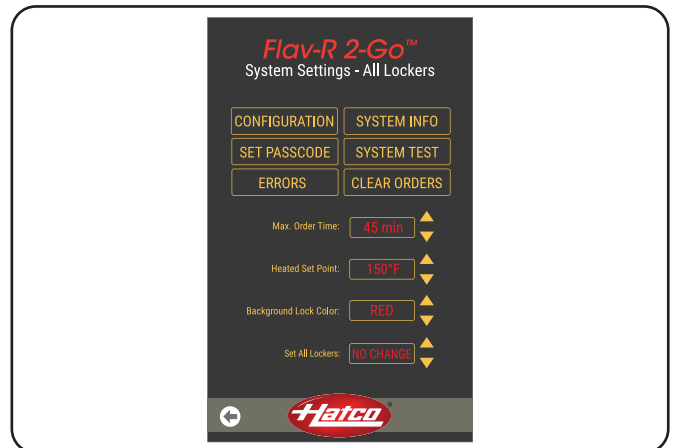 Flav-R 2-Go™
System Settings - All Lockers
CONFIGURATION SYSTEM INFO
SET PASSCODE SYSTEM TEST
ERRORS CLEAR ORDERS
Max. Order Time: 45 min
Heated Set Point: 150°F
Background Lock Color: RED
Set All Lockers: NO CHANGE
Hatco®